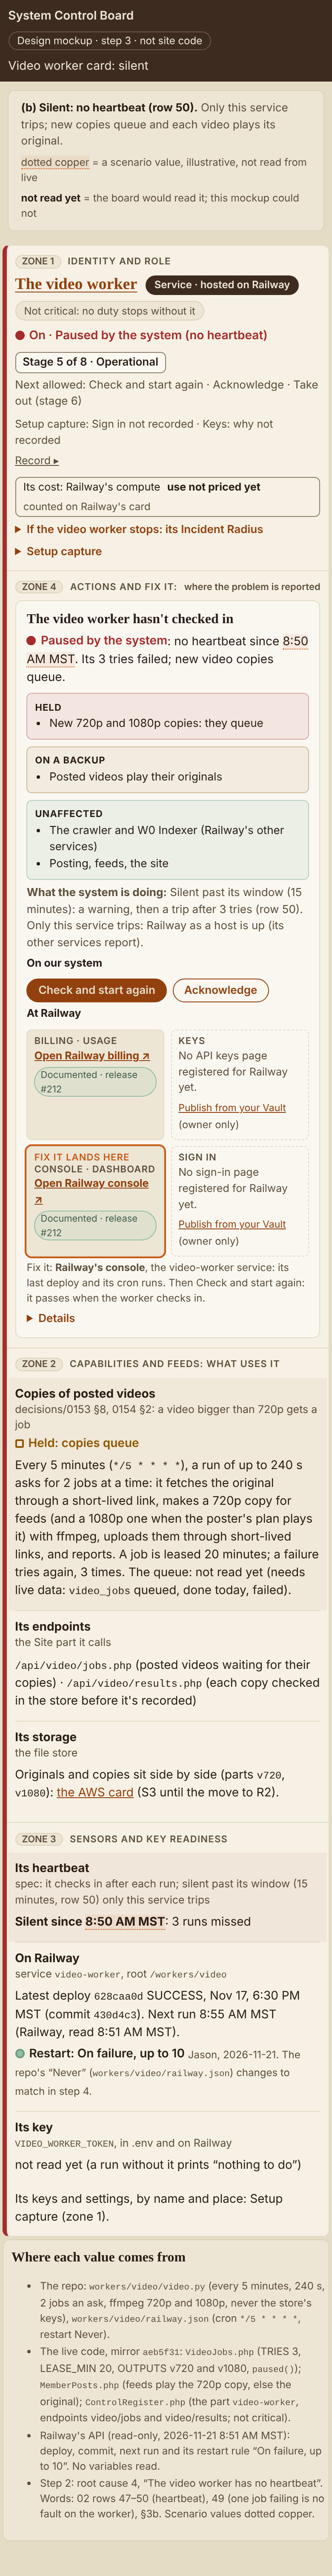 System Control Board
Design mockup · step 3 · not site code
Video worker card: silent
(b) Silent: no heartbeat (row 50). Only this service
trips; new copies queue and each video plays its
original.
dotted copper = a scenario value, illustrative, not read from
live
not read yet = the board would read it; this mockup could
not
ZONE 1 IDENTITY AND ROLE
The video worker Service · hosted on Railway
Not critical: no duty stops without it
On · Paused by the system (no heartbeat)
Stage 5 of 8 · Operational
Next allowed: Check and start again · Acknowledge · Take
out (stage 6)
Setup capture: Sign in not recorded · Keys: why not
recorded
Record ▸
Its cost: Railway's compute use not priced yet
counted on Railway's card
▶ If the video worker stops: its Incident Radius
▶ Setup capture
ZONE 4 ACTIONS AND FIX IT: where the problem is reported
The video worker hasn't checked in
Paused by the system: no heartbeat since 8:50
AM MST. Its 3 tries failed; new video copies
queue.
HELD
• New 720p and 1080p copies: they queue
ON A BACKUP
• Posted videos play their originals
UNAFFECTED
• The crawler and W0 Indexer (Railway's other
services)
• Posting, feeds, the site
What the system is doing: Silent past its window (15
minutes): a warning, then a trip after 3 tries (row 50).
Only this service trips: Railway as a host is up (its
other services report).
On our system
Check and start again Acknowledge
At Railway
BILLING · USAGE
Open Railway billing ↗
Documented · release
#212
KEYS
No API keys page
registered for Railway
yet.
Publish from your Vault
(owner only)
FIX IT LANDS HERE
CONSOLE · DASHBOARD
Open Railway console
↗
Documented · release
#212
SIGN IN
No sign-in page
registered for Railway
yet.
Publish from your Vault
(owner only)
Fix it: Railway's console, the video-worker service: its
last deploy and its cron runs. Then Check and start again:
it passes when the worker checks in.
▶ Details
ZONE 2 CAPABILITIES AND FEEDS: WHAT USES IT
Copies of posted videos
decisions/0153 §8, 0154 §2: a video bigger than 720p gets a
job
Held: copies queue
Every 5 minutes (*/5 * * * *), a run of up to 240 s
asks for 2 jobs at a time: it fetches the original
through a short-lived link, makes a 720p copy for
feeds (and a 1080p one when the poster's plan plays
it) with ffmpeg, uploads them through short-lived
links, and reports. A job is leased 20 minutes; a failure
tries again, 3 times. The queue: not read yet (needs
live data: video_jobs queued, done today, failed).
Its endpoints
the Site part it calls
/api/video/jobs.php (posted videos waiting for their
copies) · /api/video/results.php (each copy checked
in the store before it's recorded)
Its storage
the file store
Originals and copies sit side by side (parts v720,
v1080): the AWS card (S3 until the move to R2).
ZONE 3 SENSORS AND KEY READINESS
Its heartbeat
spec: it checks in after each run; silent past its window (15
minutes, row 50) only this service trips
Silent since 8:50 AM MST: 3 runs missed
On Railway
service video-worker, root /workers/video
Latest deploy 628caa0d SUCCESS, Nov 17, 6:30 PM
MST (commit 430d4c3). Next run 8:55 AM MST
(Railway, read 8:51 AM MST).
Restart: On failure, up to 10 Jason, 2026-11-21. The
repo's “Never” (workers/video/railway.json) changes to
match in step 4.
Its key
VIDEO_WORKER_TOKEN, in .env and on Railway
not read yet (a run without it prints “nothing to do”)
Its keys and settings, by name and place: Setup
capture (zone 1).
Where each value comes from
• The repo: workers/video/video.py (every 5 minutes, 240 s,
2 jobs an ask, ffmpeg 720p and 1080p, never the store's
keys), workers/video/railway.json (cron */5 * * * *,
restart Never).
• The live code, mirror aeb5f31: VideoJobs.php (TRIES 3,
LEASE_MIN 20, OUTPUTS v720 and v1080, paused());
MemberPosts.php (feeds play the 720p copy, else the
original); ControlRegister.php (the part video-worker,
endpoints video/jobs and video/results; not critical).
• Railway's API (read-only, 2026-11-21 8:51 AM MST):
deploy, commit, next run and its restart rule “On failure, up
to 10”. No variables read.
• Step 2: root cause 4, “The video worker has no heartbeat”.
Words: 02 rows 47–50 (heartbeat), 49 (one job failing is no
fault on the worker), §3b. Scenario values dotted copper.